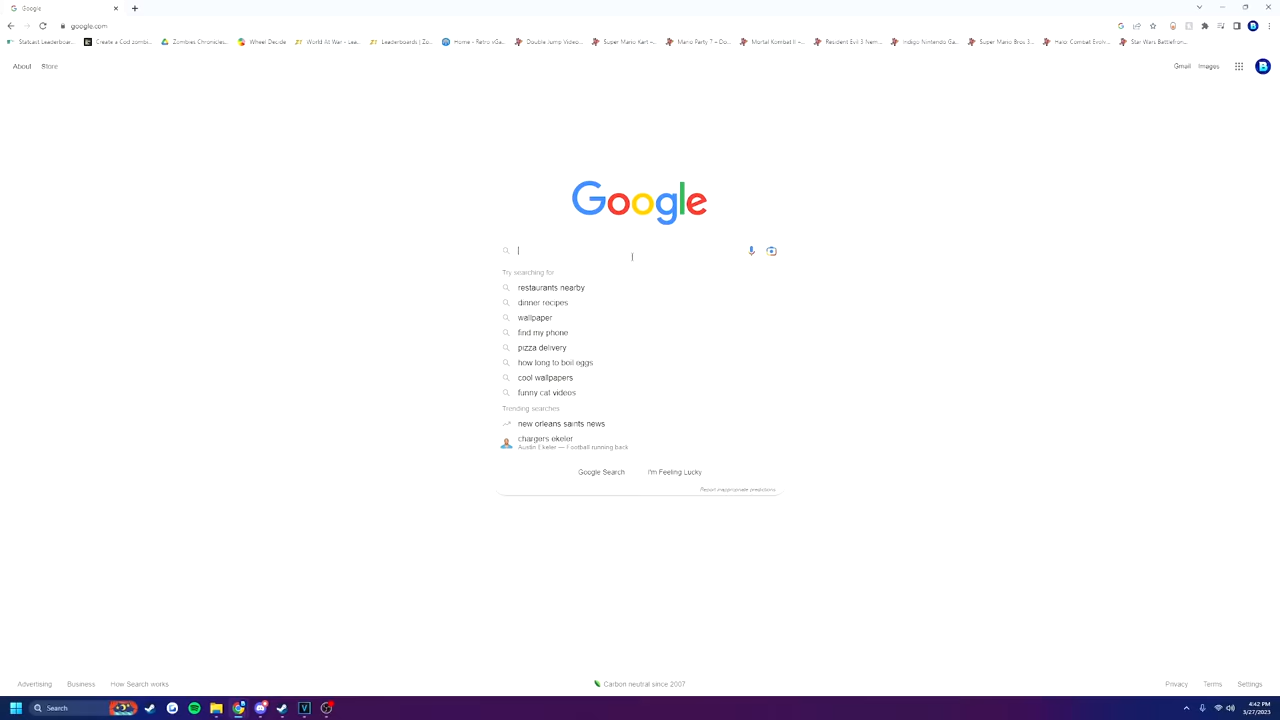 Google
google.com
Statcast Leaderboar...
Create a Cod zombi...
Zombies Chronicles...
Wheel Decide
World At War - Lea...
Leaderboards | Zo...
Home - Retro xGa...
Double Jump Video...
Super Mario Kart -...
Mario Party 7 - Do...
Mortal Kombat II -...
Resident Evil 3 Nem...
Indigo Nintendo Ga...
Super Mario Bros 3...
Halo: Combat Evolv...
Star Wars Battlefron...
About Store
Gmail Images
B
Google
Try searching for
restaurants nearby
dinner recipes
wallpaper
find my phone
pizza delivery
how long to boil eggs
cool wallpapers
funny cat videos
Trending searches
new orleans saints news
chargers ekeler
Austin Ekeler — Football running back
Google Search I'm Feeling Lucky
Report inappropriate predictions
Advertising Business How Search works
Carbon neutral since 2007
Privacy Terms Settings
Search
4:42 PM
3/27/2023